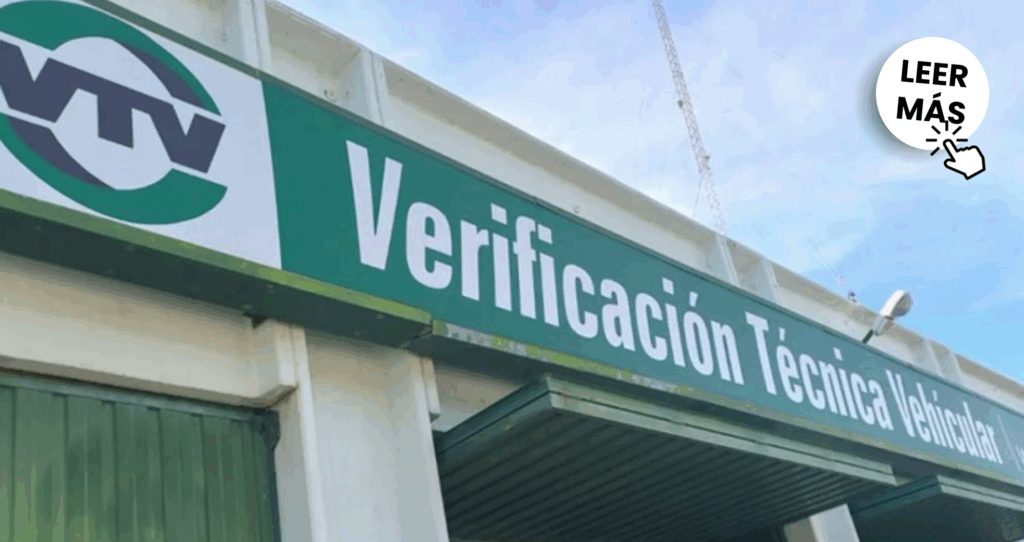 VTV
Verificación Técnica Vehicular
LEER
MÁS